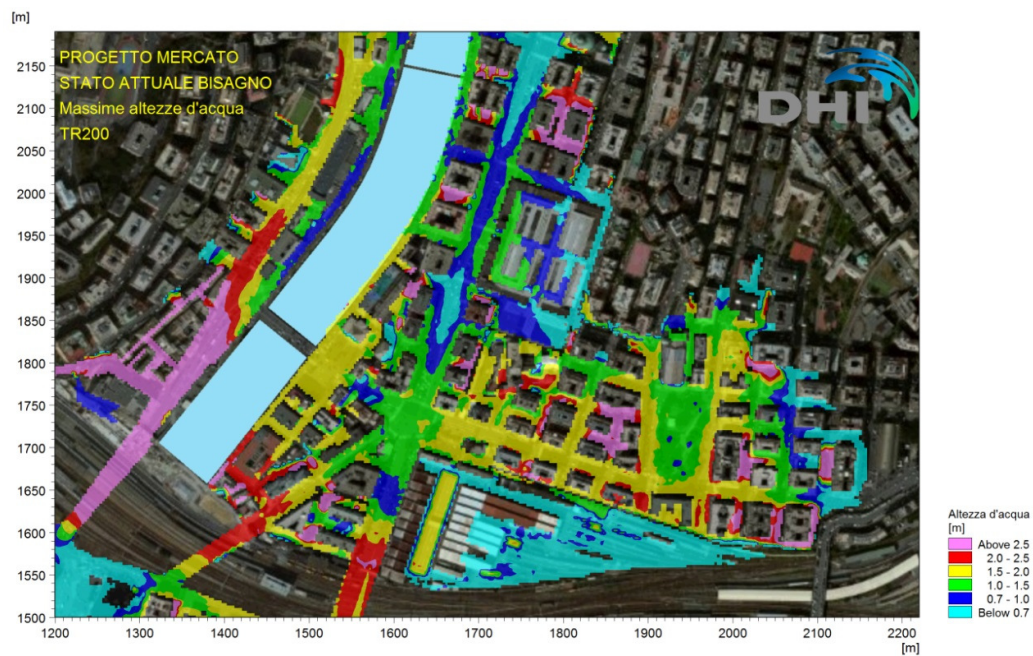 [m]
PROGETTO MERCATO
STATO ATTUALE BISAGNO
Massime altezze d'acqua
TR200
DHI
2150
2100
2050
2000
1950
1900
1850
1800
1750
1700
1650
1600
1550
1500
1200 1300 1400 1500 1600 1700 1800 1900 2000 2100 2200
[m]
Altezza d'acqua
[m]
Above 2.5
2.0 - 2.5
1.5 - 2.0
1.0 - 1.5
0.7 - 1.0
Below 0.7